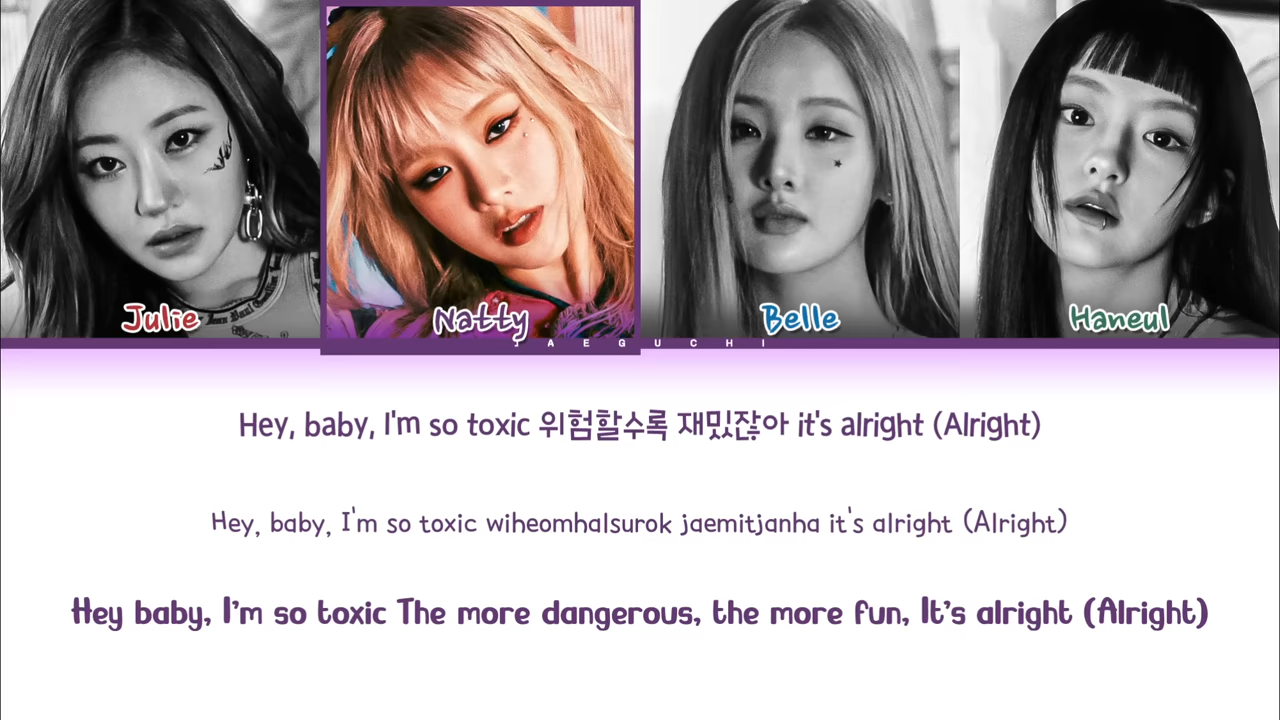 Julie
Natty
Belle
Haneul
JAEGUCHI
Hey, baby, I'm so toxic 위험할수록 재밌잖아 it's alright (Alright)
Hey, baby, I'm so toxic wiheomhalsurok jaemitjanha it's alright (Alright)
Hey baby, I'm so toxic The more dangerous, the more fun, It's alright (Alright)